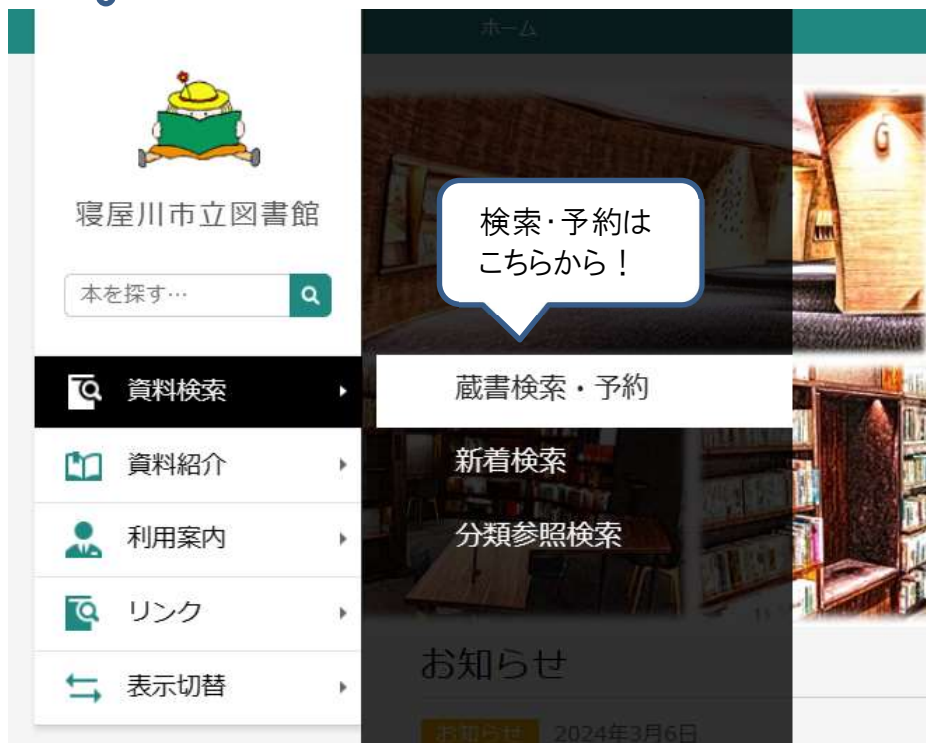 ホーム
寝屋川市立図書館
本を探す…
検索・予約は
こちらから！
資料検索
蔵書検索・予約
資料紹介
新着検索
利用案内
分類参照検索
リンク
表示切替
お知らせ
お知らせ 2024年3月6日
G